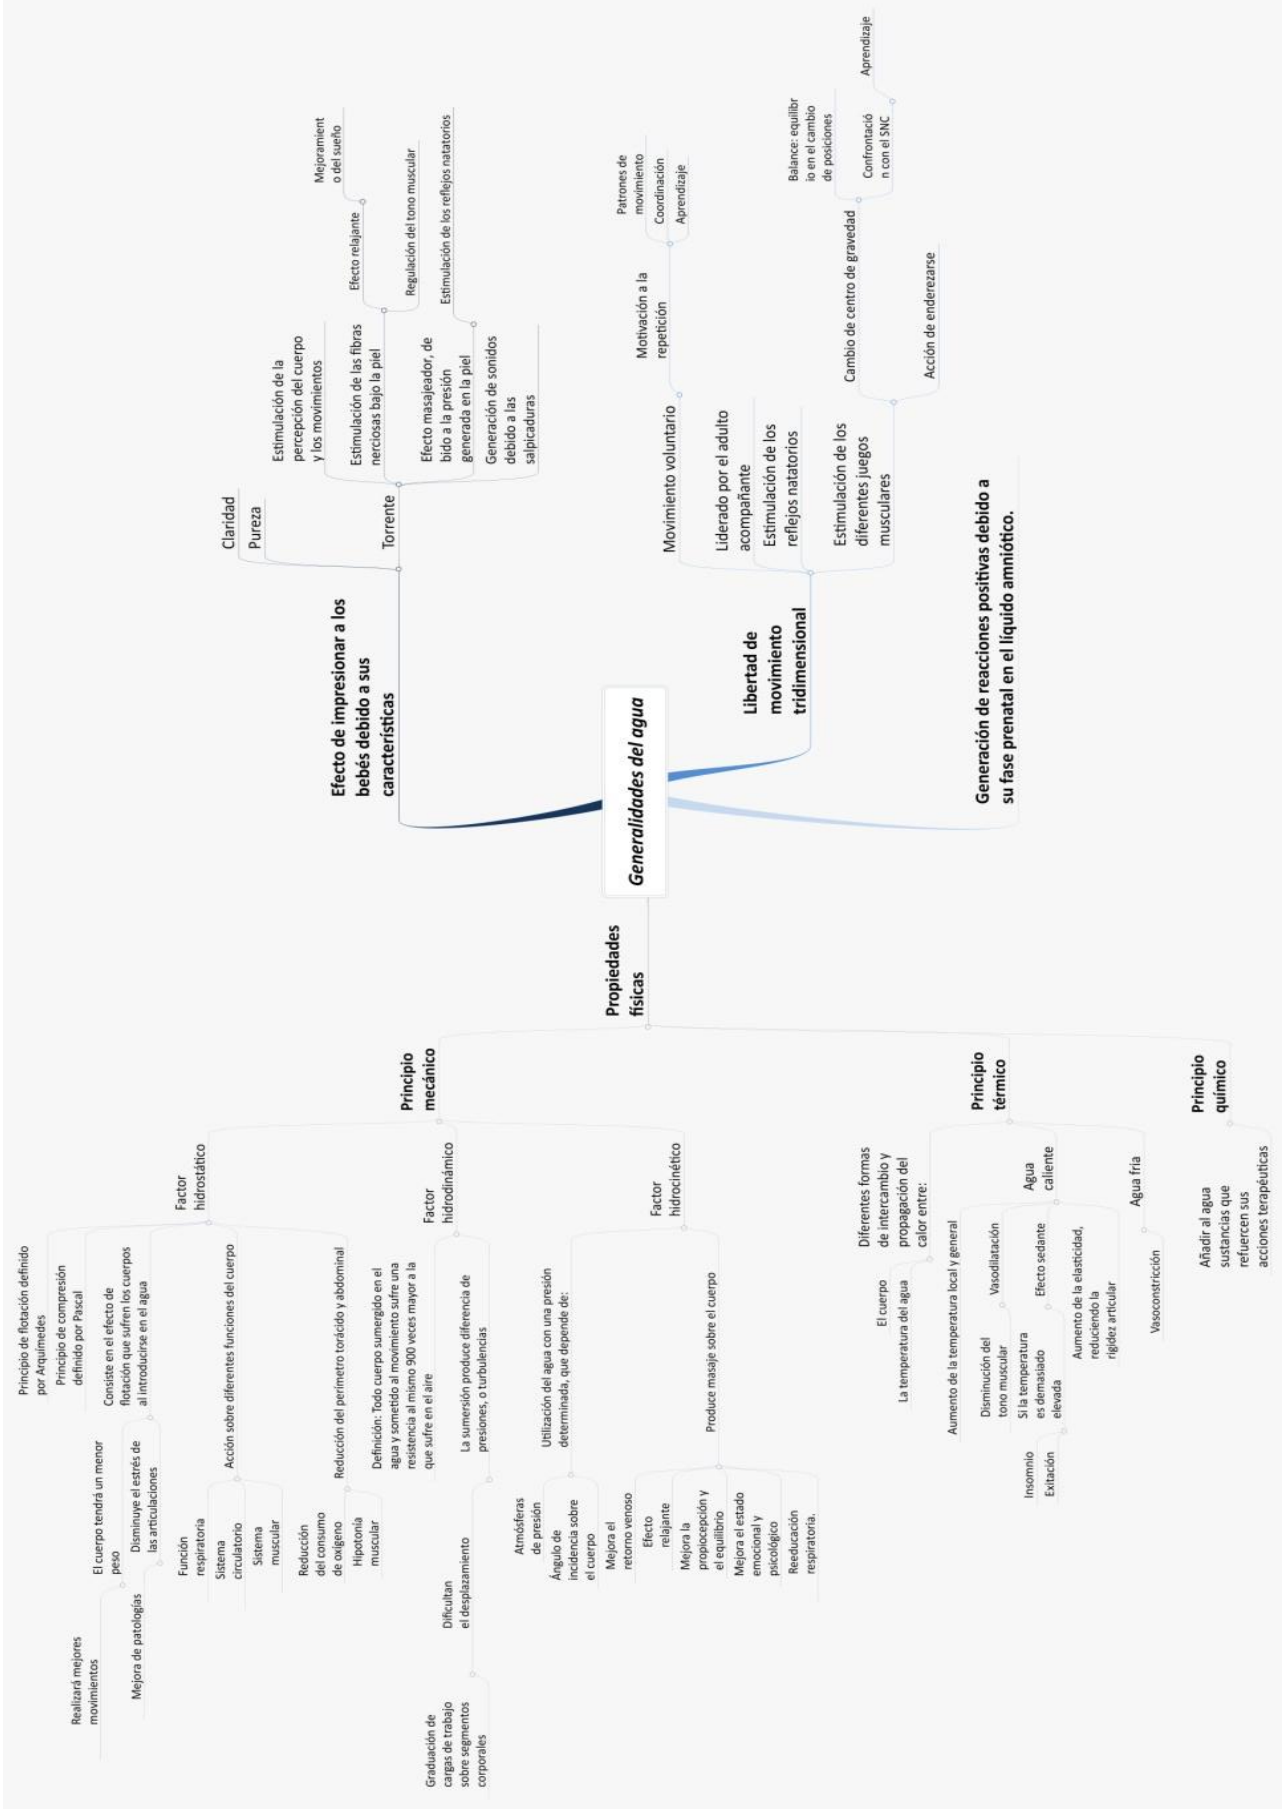 Generalidades del agua
Efecto de impresionar a los
bebés debido a sus
características
Claridad
Pureza
Torrente
Estimulación de la
percepción del cuerpo
y los movimientos
Estimulación de las fibras
nerciosas bajo la piel
Efecto relajante
Mejoramient
o del sueño
Regulación del tono muscular
Efecto masajeador, de
bido a la presión
generada en la piel
Estimulación de los reflejos natatorios
Generación de sonidos
debido a las
salpicaduras
Libertad de
movimiento
tridimensional
Movimiento voluntario
Motivación a la
repetición
Patrones de
movimiento
Coordinación
Aprendizaje
Liderado por el adulto
acompañante
Estimulación de los
reflejos natatorios
Estimulación de los
diferentes juegos
musculares
Cambio de centro de gravedad
Balance: equilibr
io en el cambio
de posiciones
Confrontació
n con el SNC
Aprendizaje
Acción de enderezarse
Generación de reacciones positivas debido a
su fase prenatal en el líquido amniótico.
Propiedades
físicas
Principio
mecánico
Factor
hidrostático
Principio de flotación definido
por Arquímedes
Principio de compresión
definido por Pascal
Consiste en el efecto de
flotación que sufren los cuerpos
al introducirse en el agua
El cuerpo tendrá un menor
peso
Realizará mejores
movimientos
Disminuye el estrés de
las articulaciones
Mejora de patologías
Acción sobre diferentes funciones del cuerpo
Función
respiratoria
Sistema
circulatorio
Sistema
muscular
Reducción del perímetro torácido y abdominal
Reducción
del consumo
de oxigeno
Hipotonía
muscular
Factor
hidrodinámico
Definición: Todo cuerpo sumergido en el
agua y sometido al movimiento sufre una
resistencia al mismo 900 veces mayor a la
que sufre en el aire
La sumersión produce diferencia de
presiones, o turbulencias
Dificultan
el desplazamiento
Graduación de
cargas de trabajo
sobre segmentos
corporales
Factor
hidrocinético
Utilización del agua con una presión
determinada, que depende de:
Atmósferas
de presión
Ángulo de
incidencia sobre
el cuerpo
Produce masaje sobre el cuerpo
Mejora el
retorno venoso
Efecto
relajante
Mejora la
propiocepción y
el equilibrio
Mejora el estado
emocional y
psicológico
Reeducación
respiratoria.
Principio
térmico
Diferentes formas
de intercambio y
propagación del
calor entre:
El cuerpo
La temperatura del agua
Agua
caliente
Aumento de la temperatura local y general
Vasodilatación
Disminución del
tono muscular
Efecto sedante
Si la temperatura
es demasiado
elevada
Insomnio
Exitación
Aumento de la elasticidad,
reduciendo la
rigidez articular
Agua fria
Vasoconstricción
Principio
químico
Añadir al agua
sustancias que
refuercen sus
acciones terapéuticas